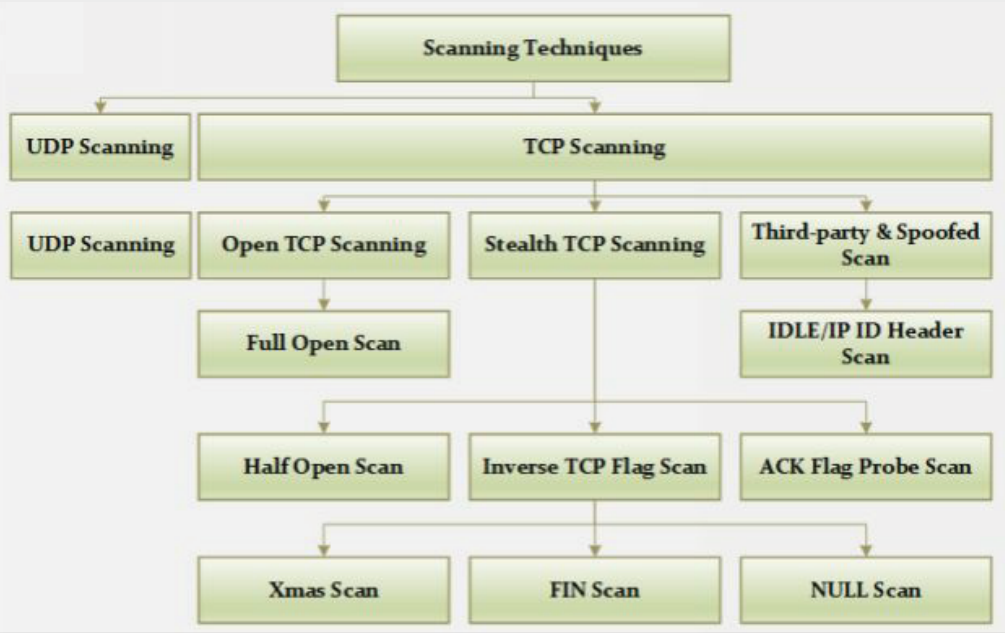 Scanning Techniques
UDP Scanning
TCP Scanning
UDP Scanning
Open TCP Scanning
Stealth TCP Scanning
Third-party & Spoofed
Scan
Full Open Scan
IDLE/IP ID Header
Scan
Half Open Scan
Inverse TCP Flag Scan
ACK Flag Probe Scan
Xmas Scan
FIN Scan
NULL Scan